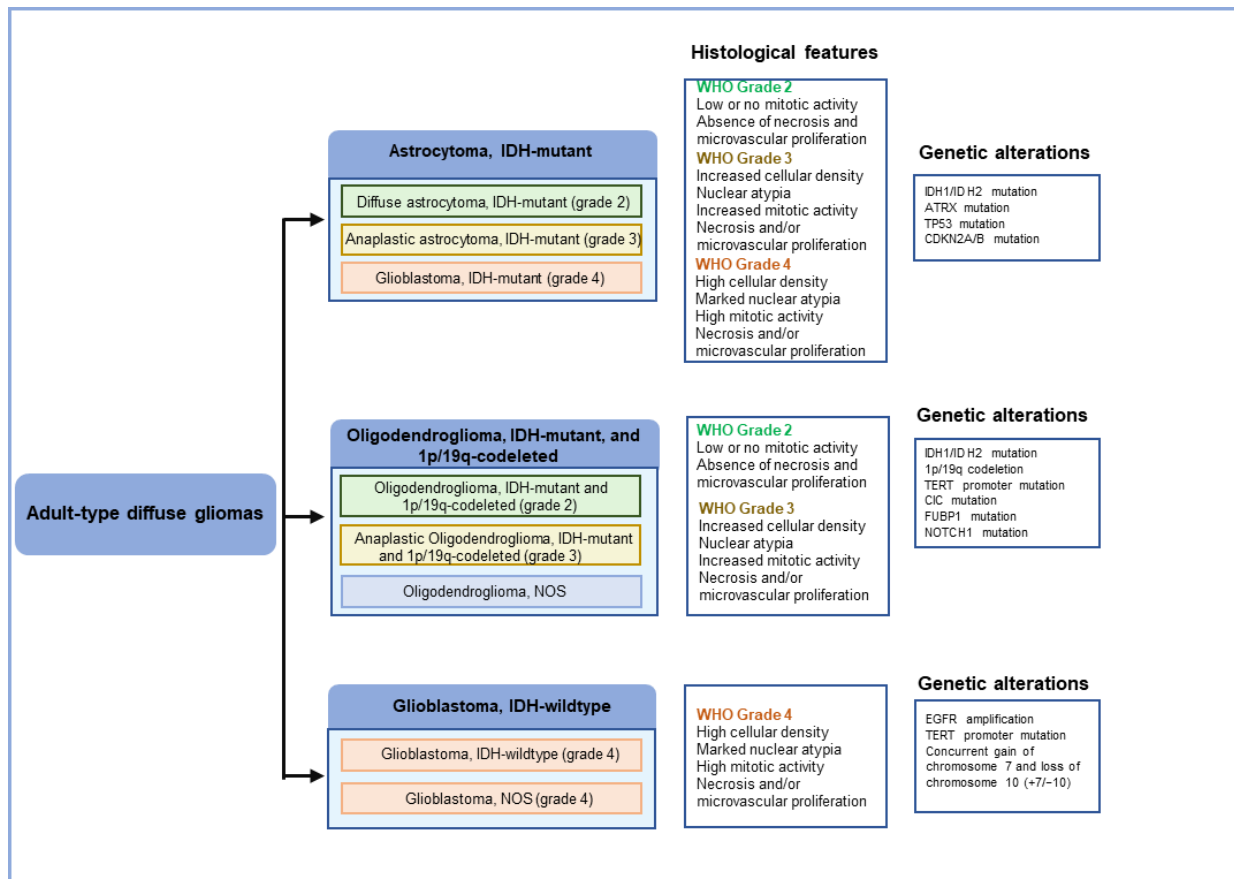 Histological features
WHO Grade 2
Low or no mitotic activity
Absence of necrosis and
microvascular proliferation
WHO Grade 3
Increased cellular density
Nuclear atypia
Increased mitotic activity
Necrosis and/or
microvascular proliferation
WHO Grade 4
High cellular density
Marked nuclear atypia
High mitotic activity
Necrosis and/or
microvascular proliferation
Astrocytoma, IDH-mutant
Diffuse astrocytoma, IDH-mutant (grade 2)
Anaplastic astrocytoma, IDH-mutant (grade 3)
Glioblastoma, IDH-mutant (grade 4)
Genetic alterations
IDH1/IDH2 mutation
ATRX mutation
TP53 mutation
CDKN2A/B mutation
Adult-type diffuse gliomas
Oligodendroglioma, IDH-mutant, and
1p/19q-codeleted
Oligodendroglioma, IDH-mutant and
1p/19q-codeleted (grade 2)
Anaplastic Oligodendroglioma, IDH-mutant
and 1p/19q-codeleted (grade 3)
Oligodendroglioma, NOS
WHO Grade 2
Low or no mitotic activity
Absence of necrosis and
microvascular proliferation
WHO Grade 3
Increased cellular density
Nuclear atypia
Increased mitotic activity
Necrosis and/or
microvascular proliferation
Genetic alterations
IDH1/IDH2 mutation
1p/19q codeletion
TERT promoter mutation
CIC mutation
FUBP1 mutation
NOTCH1 mutation
Glioblastoma, IDH-wildtype
Glioblastoma, IDH-wildtype (grade 4)
Glioblastoma, NOS (grade 4)
WHO Grade 4
High cellular density
Marked nuclear atypia
High mitotic activity
Necrosis and/or
microvascular proliferation
Genetic alterations
EGFR amplification
TERT promoter mutation
Concurrent gain of
chromosome 7 and loss of
chromosome 10 (+7/−10)